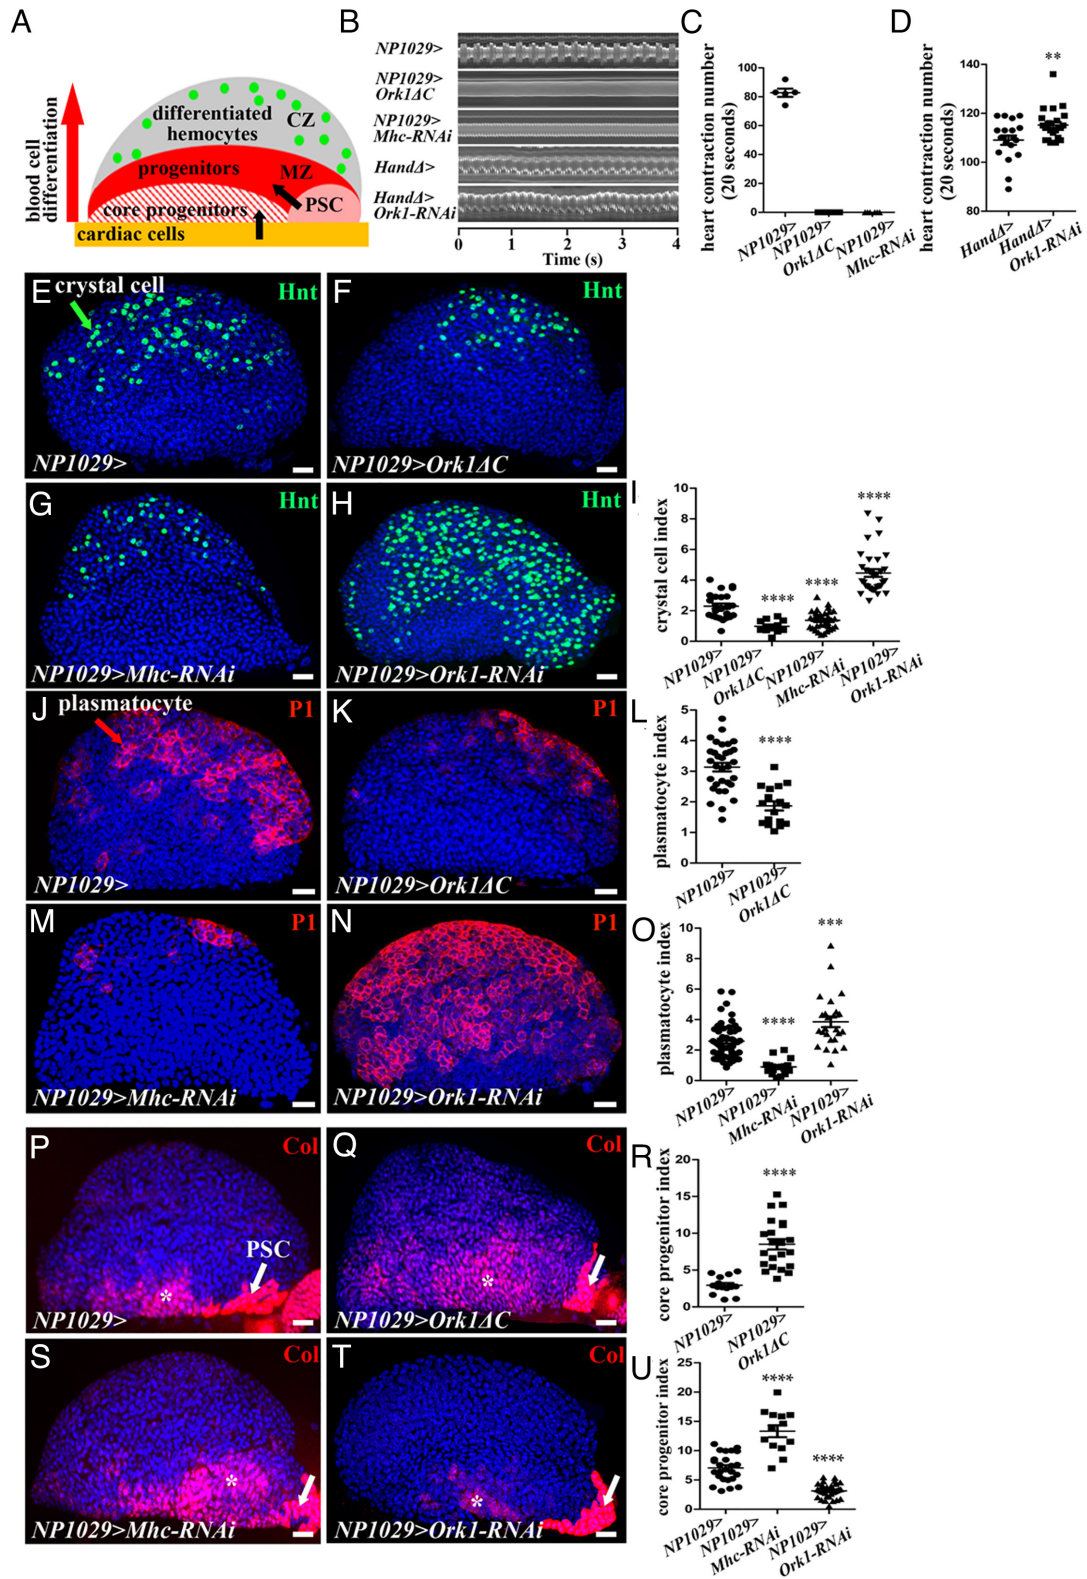 A
blood cell
differentiation
differentiated
hemocytes
CZ
progenitors
MZ
PSC
core progenitors
cardiac cells
B
NP1029>
NP1029>
Ork1ΔC
NP1029>
Mhc-RNAi
HandΔ>
HandΔ>
Ork1-RNAi
0 1 2 3 4
Time (s)
C
heart contraction number
(20 seconds)
100
80
60
40
20
0
NP1029>
NP1029>
Ork1ΔC
NP1029>
Mhc-RNAi
D
heart contraction number
(20 seconds)
140
120
100
80
**
HandΔ>
HandΔ>
Ork1-RNAi
E
crystal cell
Hnt
NP1029>
F
Hnt
NP1029>Ork1ΔC
G
Hnt
NP1029>Mhc-RNAi
H
Hnt
NP1029>Ork1-RNAi
I
crystal cell index
10
8
6
4
2
0
****
****
****
NP1029>
NP1029>
Ork1ΔC
NP1029>
Mhc-RNAi
NP1029>
Ork1-RNAi
J
plasmatocyte
P1
NP1029>
K
P1
NP1029>Ork1ΔC
L
plasmatocyte index
5
4
3
2
1
0
****
NP1029>
NP1029>
Ork1ΔC
M
P1
NP1029>Mhc-RNAi
N
P1
NP1029>Ork1-RNAi
O
plasmatocyte index
10
8
6
4
2
0
****
***
NP1029>
NP1029>
Mhc-RNAi
NP1029>
Ork1-RNAi
P
Col
PSC
*
NP1029>
Q
Col
*
NP1029>Ork1ΔC
R
core progenitor index
20
15
10
5
0
****
NP1029>
NP1029>
Ork1ΔC
S
Col
*
NP1029>Mhc-RNAi
T
Col
*
NP1029>Ork1-RNAi
U
core progenitor index
25
20
15
10
5
0
****
****
NP1029>
NP1029>
Mhc-RNAi
NP1029>
Ork1-RNAi